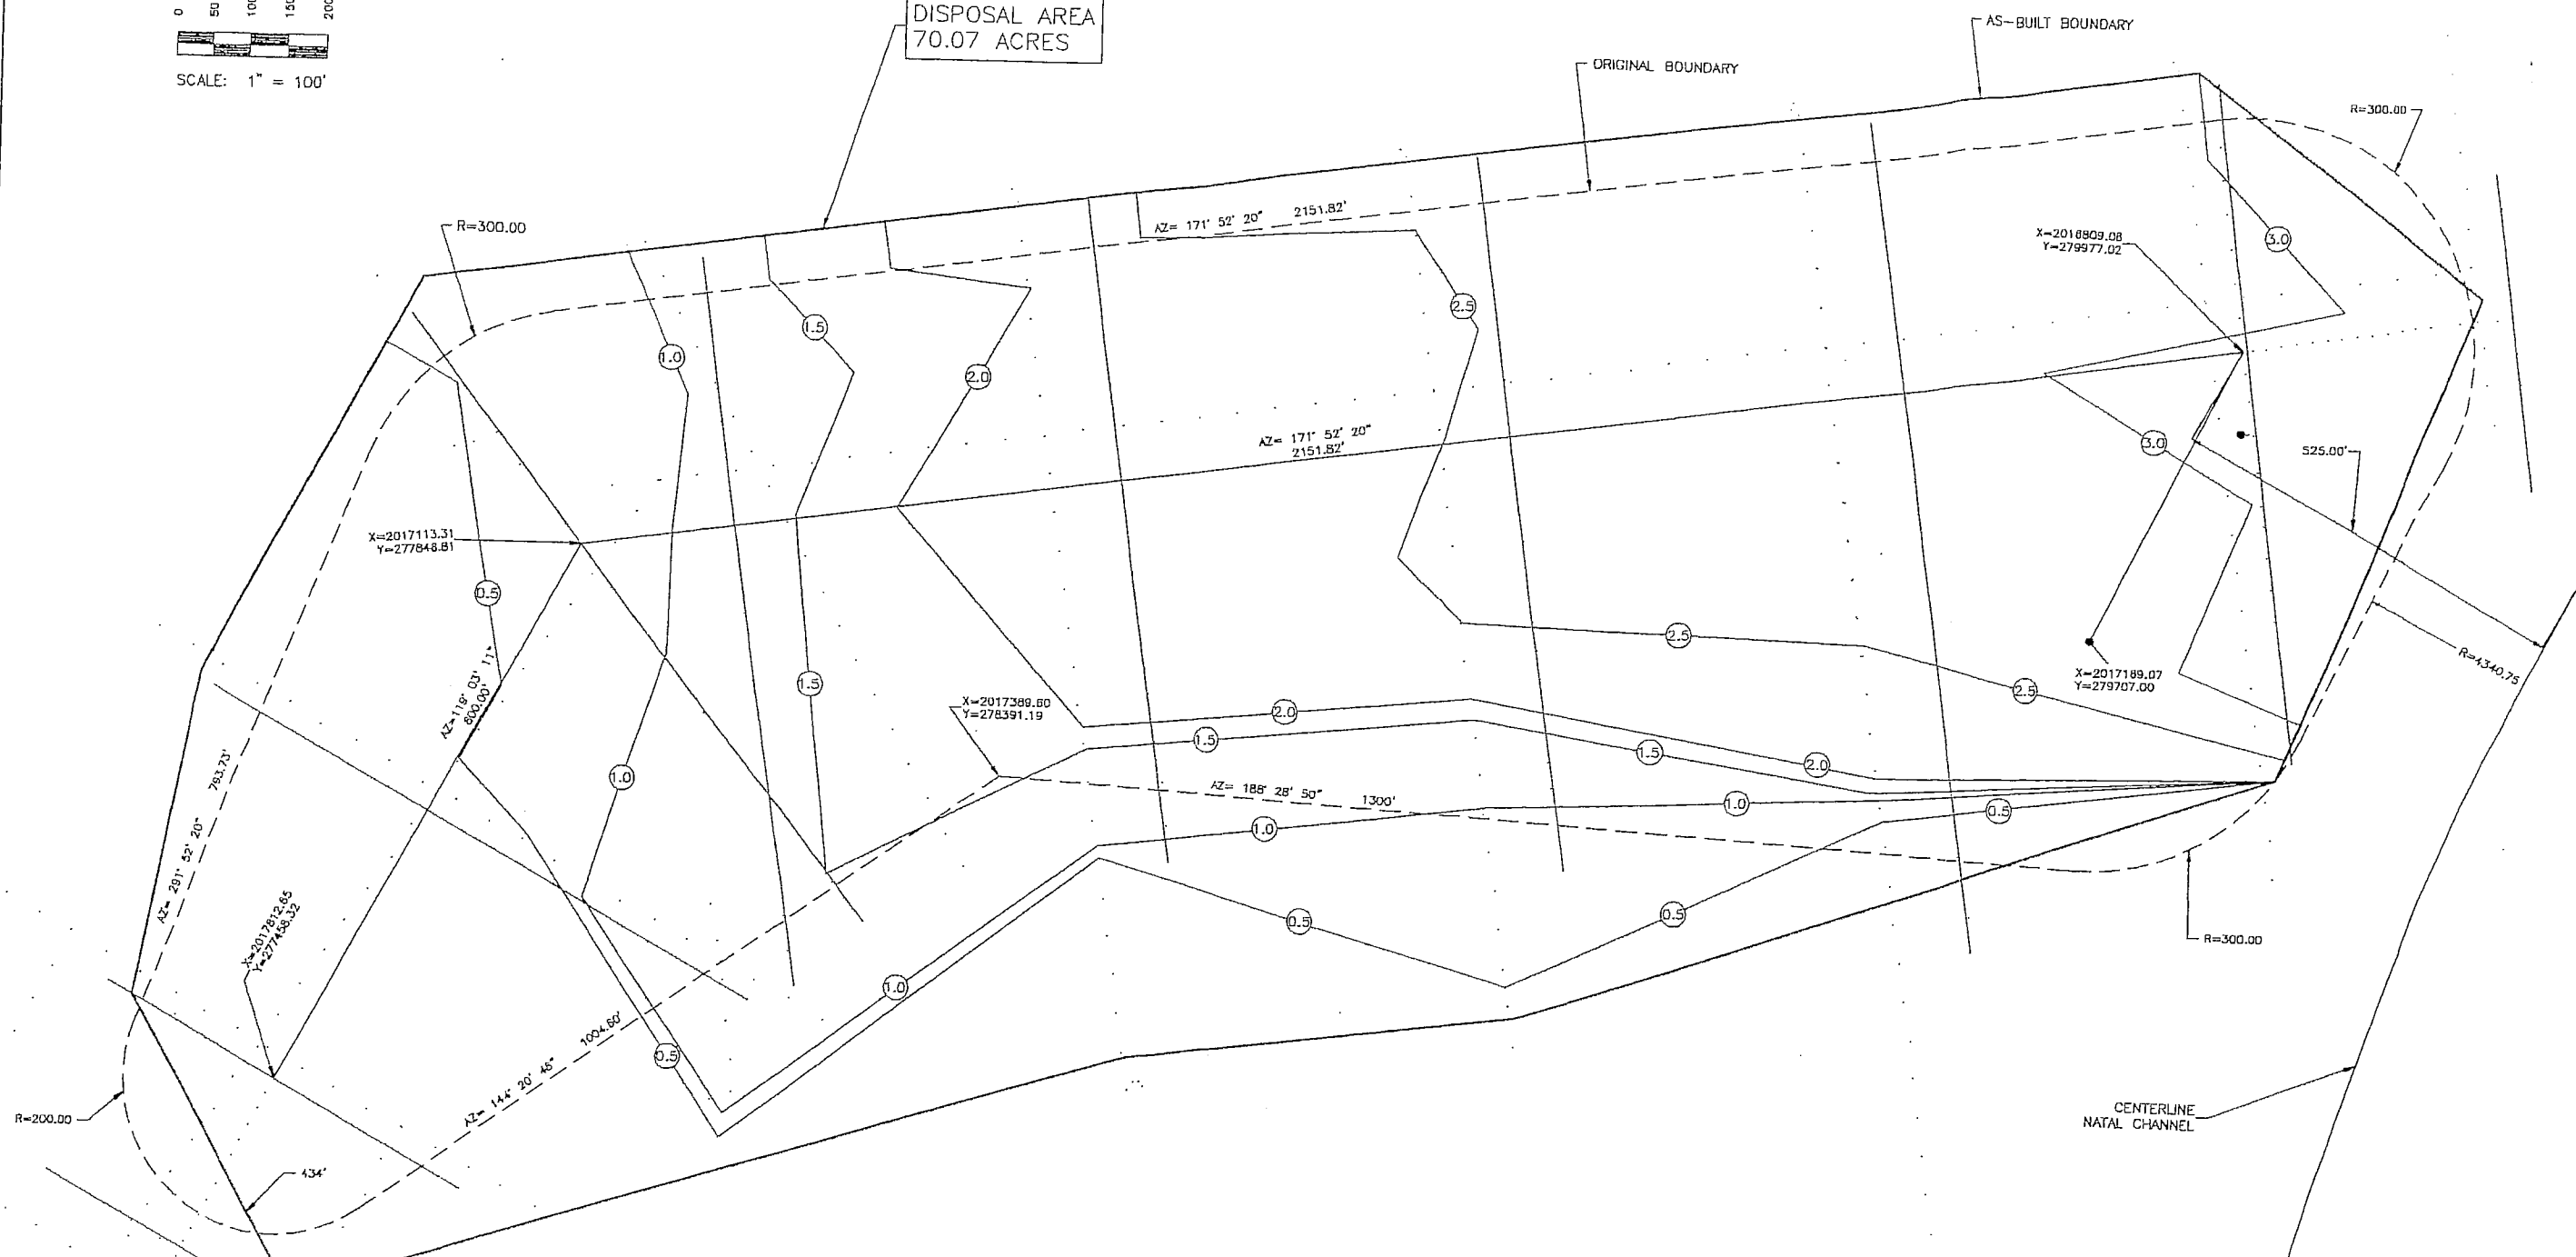 0
50
SCALE: 1" = 100'
DISPOSAL AREA
70.07 ACRES
AS-BUILT BOUNDARY
ORIGINAL BOUNDARY
R=300.00
R=300.00
AZ= 171' 52' 20" 2151.82'
X=2016809.08
Y=279977.02
3.0
2.5
1.5
1.0
2.0
AZ= 171' 52' 20"
2151.82'
3.0
525.00'
X=2017113.31
Y=277848.81
0.5
2.5
R=4340.75
AZ=119' 03' 11"
800.00'
1.5
X=2017189.07
Y=279707.00
2.5
X=2017389.60
Y=278391.19
2.0
1.5
1.5
2.0
1.0
AZ= 188' 28' 50" 1300'
1.0
1.0
0.5
AZ= 291' 52' 20" 793.73'
X=2017812.65
Y=277458.32
0.5
0.5
R=300.00
1.0
0.5
AZ= 144' 20' 48" 1004.60'
R=200.00
434'
CENTERLINE
NATAL CHANNEL